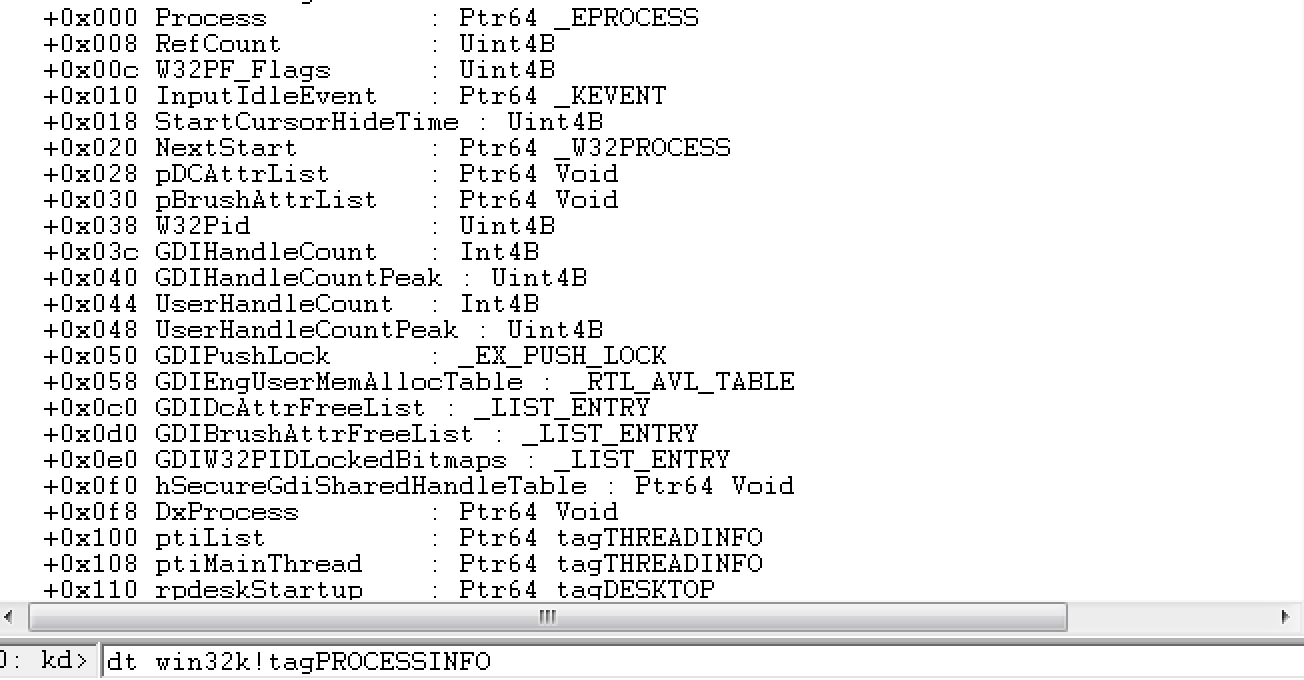 +0x000 Process          : Ptr64 _EPROCESS
+0x008 RefCount         : Uint4B
+0x00c W32PF_Flags      : Uint4B
+0x010 InputIdleEvent   : Ptr64 _KEVENT
+0x018 StartCursorHideTime : Uint4B
+0x020 NextStart        : Ptr64 _W32PROCESS
+0x028 pDCAttrList      : Ptr64 Void
+0x030 pBrushAttrList   : Ptr64 Void
+0x038 W32Pid           : Uint4B
+0x03c GDIHandleCount   : Int4B
+0x040 GDIHandleCountPeak : Uint4B
+0x044 UserHandleCount  : Int4B
+0x048 UserHandleCountPeak : Uint4B
+0x050 GDIPushLock      : _EX_PUSH_LOCK
+0x058 GDIEngUserMemAllocTable : _RTL_AVL_TABLE
+0x0c0 GDIDcAttrFreeList : _LIST_ENTRY
+0x0d0 GDIBrushAttrFreeList : _LIST_ENTRY
+0x0e0 GDIW32PIDLockedBitmaps : _LIST_ENTRY
+0x0f0 hSecureGdiSharedHandleTable : Ptr64 Void
+0x0f8 DxProcess        : Ptr64 Void
+0x100 ptiList          : Ptr64 tagTHREADINFO
+0x108 ptiMainThread    : Ptr64 tagTHREADINFO
+0x110 rpdeskStartup    : Ptr64 tagDESKTOP
0: kd> dt win32k!tagPROCESSINFO